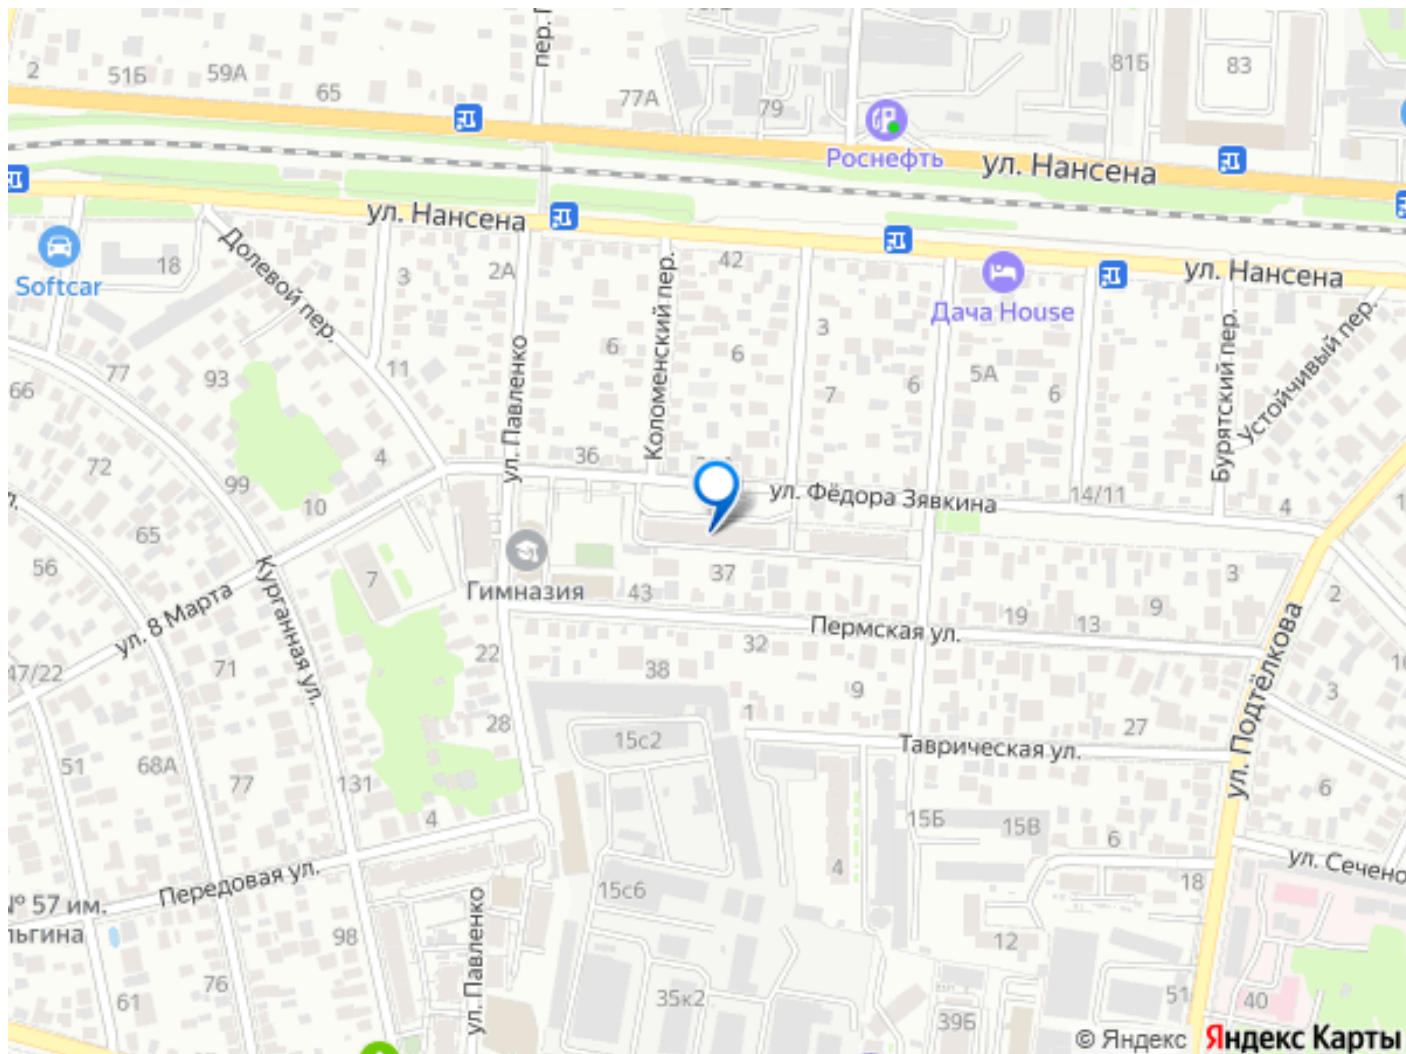 2
51Б
59А
65
77А
79
81Б
83
пер.
Роснефть
ул. Нансена
ул. Нансена
ул. Нансена
Softcar
18
Долевой пер.
3
2А
42
Дача House
Коломенский пер.
ул. Павленко
6
6
3
7
6
5А
6
Бурятский пер.
Устойчивый пер.
77
93
11
66
72
99
4
10
36
ул. Фёдора Зявкина
14/11
4
65
56
Курганная ул.
7
Гимназия
43
37
19
13
9
3
2
ул. 8 Марта
Пермская ул.
32
38
22
28
9
1
47/22
71
ул. Подтёлкова
3
27
Таврическая ул.
15с2
51
68А
77
131
4
15Б
15В
6
6
4
18
ул. Сечено
Передовая ул.
№ 57 им.
льгина
98
76
61
ул. Павленко
15с6
35к2
12
39Б
51
40
© Яндекс Яндекс Карты